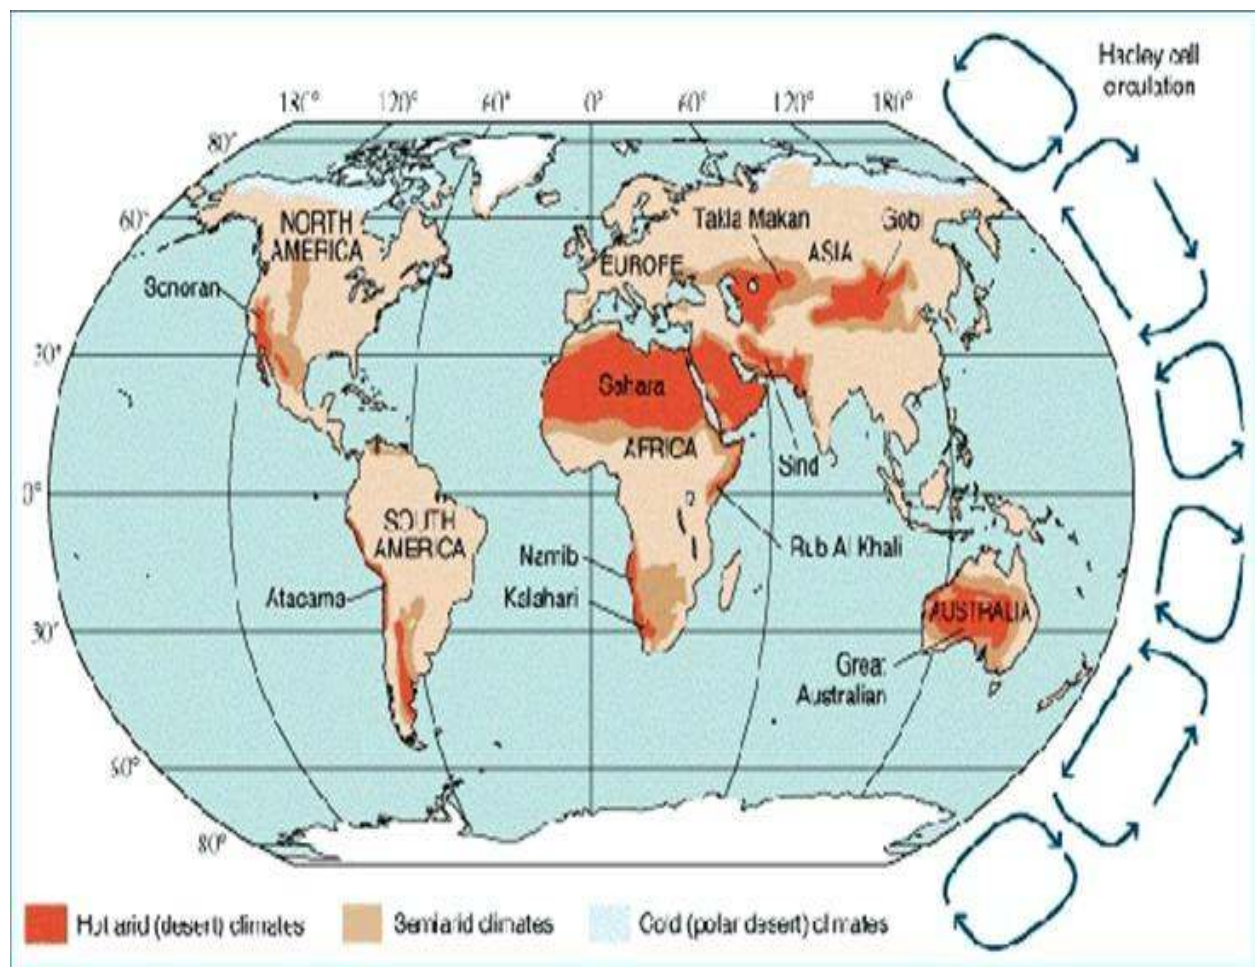 Hadley cell
circulation
180° 120° 60° 0° 60° 120° 180°
80°
60°
NORTH
AMERICA
Takla Makan
Gob
ASIA
EUROPE
Sonoran
30°
Sahara
AFRICA
Sind
0°
SOUTH
AMERICA
Namib
Rub Al Khali
Atacama
Kalahari
AUSTRALIA
30°
Great
Australian
60°
80°
Hot arid (desert) climates
Semiarid climates
Cold (polar desert) climates